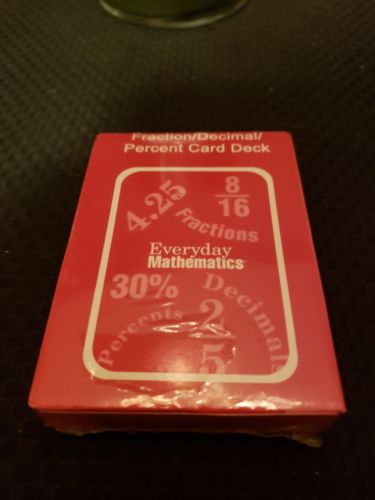 Fraction/Decimal/
Percent Card Deck
4.25
8
16
Fractions
Everyday
Mathematics
30%
Decimals
Percents
2
5